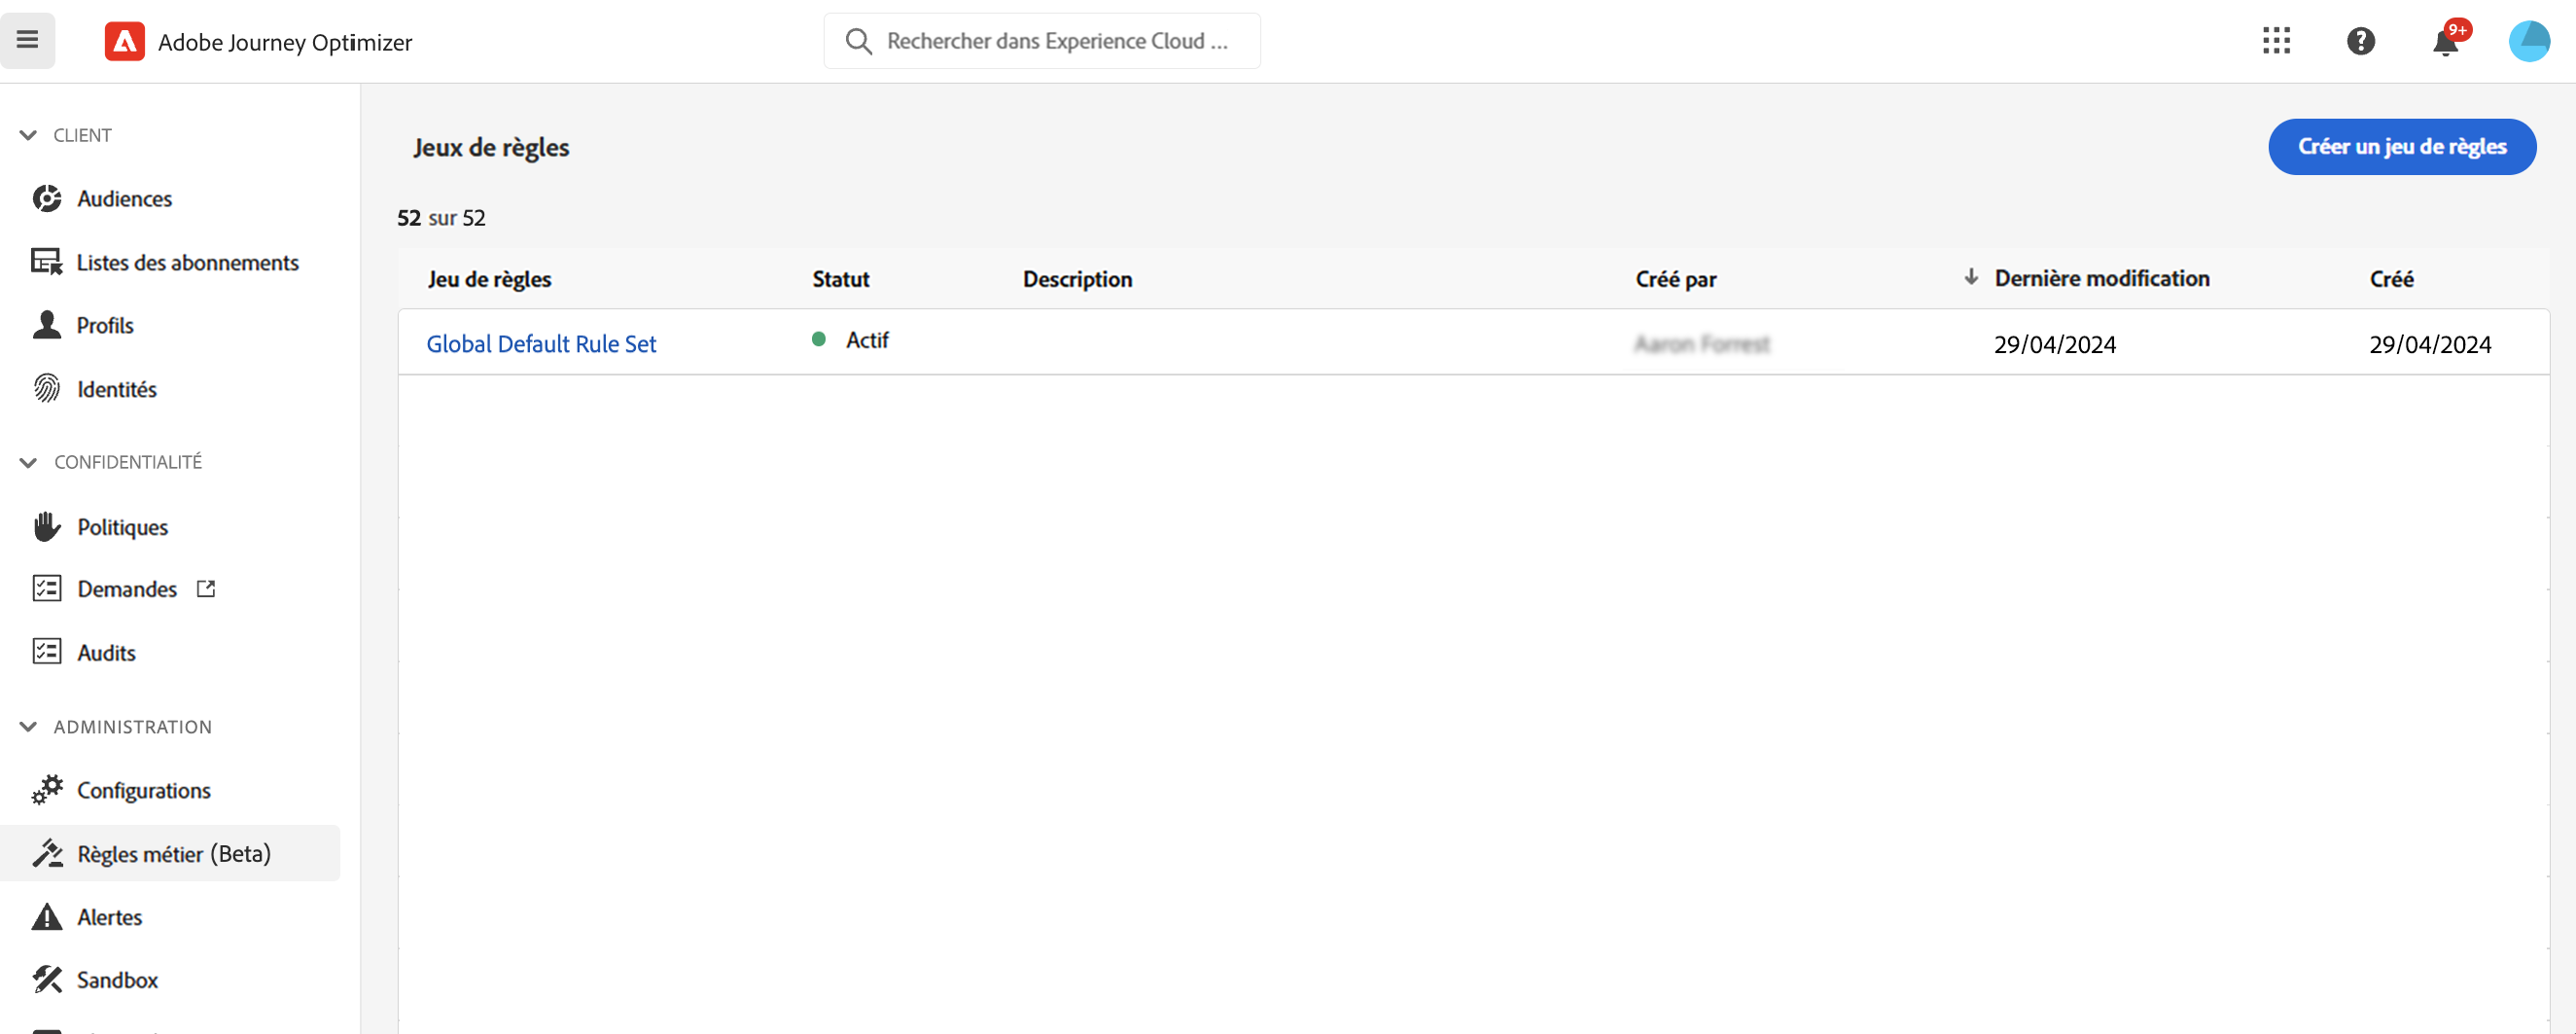 Adobe Journey Optimizer
Rechercher dans Experience Cloud ...
9+
CLIENT
Audiences
Listes des abonnements
Profils
Identités
CONFIDENTIALITÉ
Politiques
Demandes
Audits
ADMINISTRATION
Configurations
Règles métier (Beta)
Alertes
Sandbox
Jeux de règles
Créer un jeu de règles
52 sur 52
Jeu de règles Statut Description Créé par Dernière modification Créé
Global Default Rule Set Actif 29/04/2024 29/04/2024